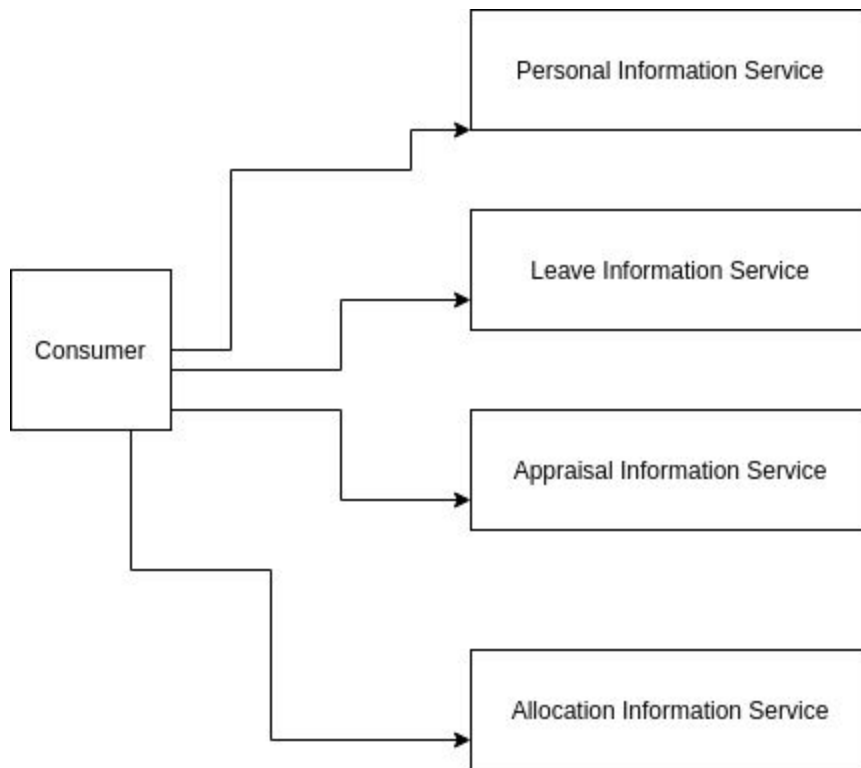 Personal Information Service
Leave Information Service
Consumer
Appraisal Information Service
Allocation Information Service